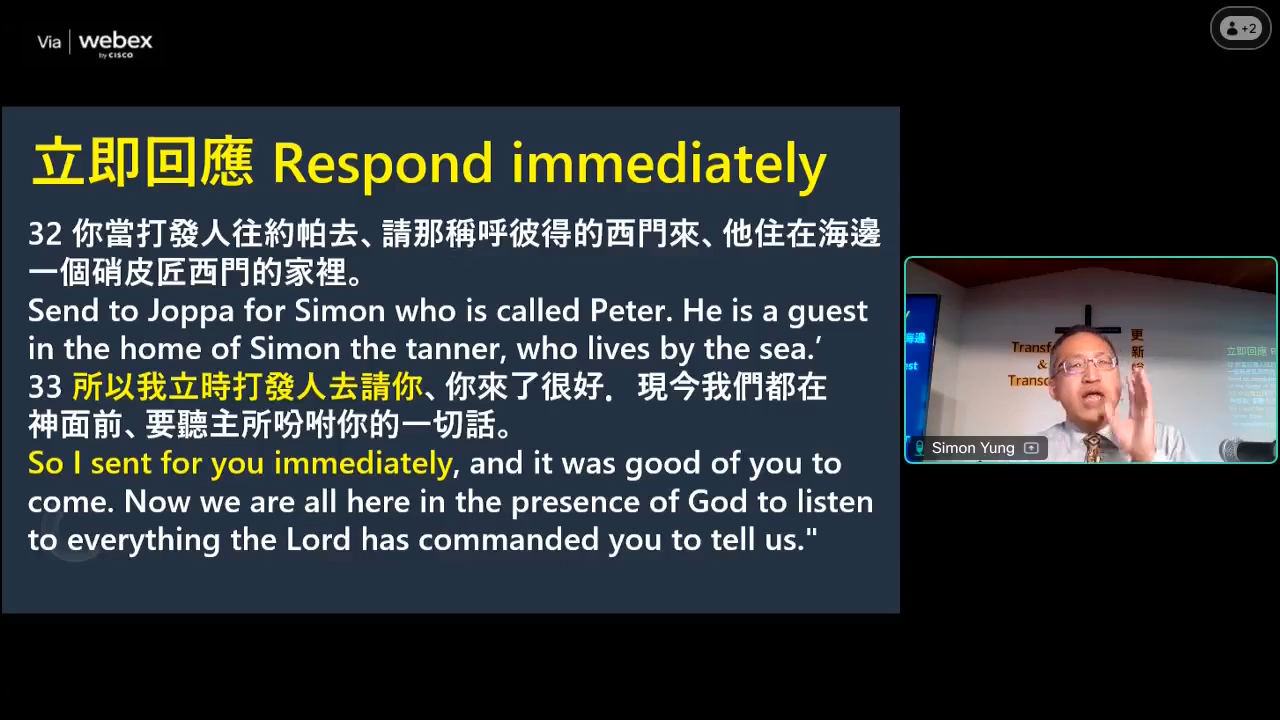 Via webex
by CISCO
+2
立即回應 Respond immediately
32 你當打發人往約帕去、請那稱呼彼得的西門來、他住在海邊
一個硝皮匠西門的家裡。
Send to Joppa for Simon who is called Peter. He is a guest
in the home of Simon the tanner, who lives by the sea.’
33 所以我立時打發人去請你、你來了很好．現今我們都在
神面前、要聽主所吩咐你的一切話。
So I sent for you immediately, and it was good of you to
come. Now we are all here in the presence of God to listen
to everything the Lord has commanded you to tell us."
更新
&
Simon Yung